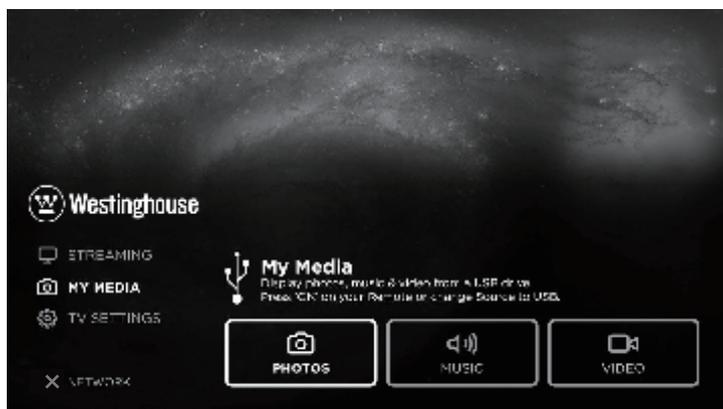 Westinghouse
STREAMING
MY MEDIA
TV SETTINGS
NETWORK
My Media
Display photos, music & video from a USB drive
Press 'OK' on your Remote or change Source to USB.
PHOTOS
MUSIC
VIDEO